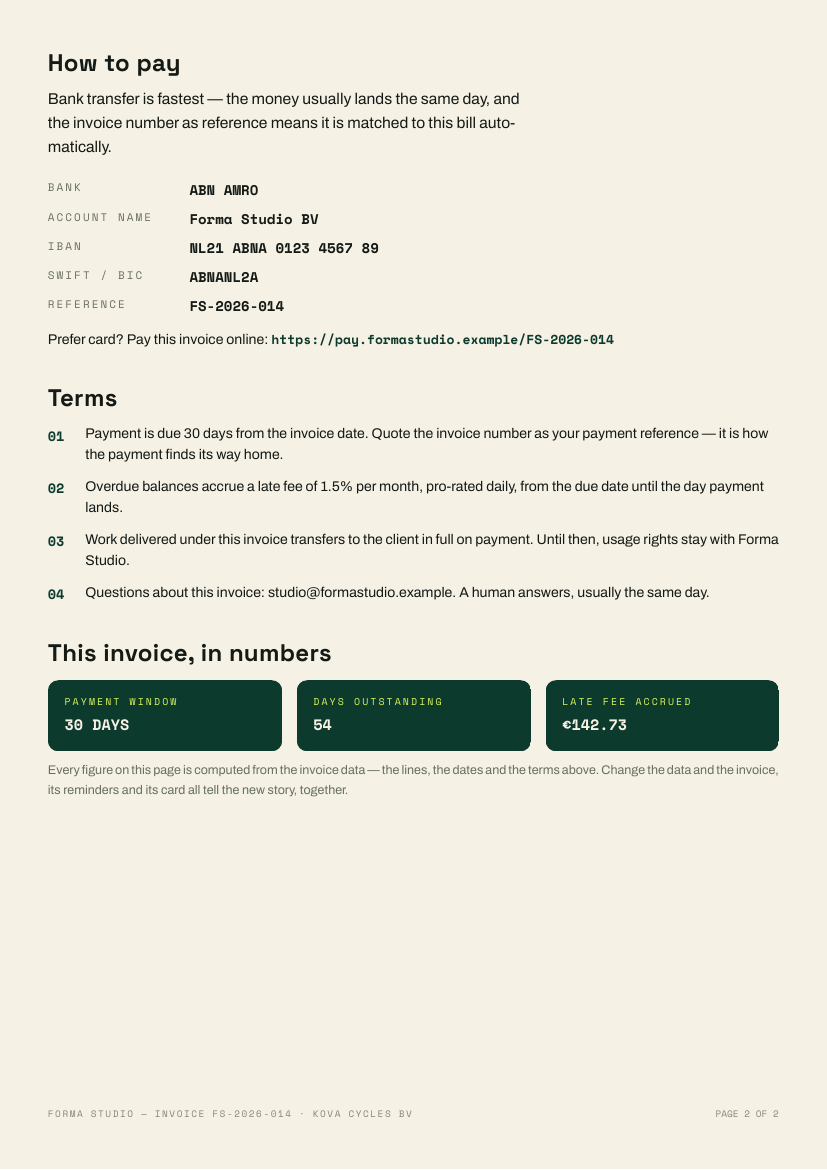 How to pay
Bank transfer is fastest — the money usually lands the same day, and
the invoice number as reference means it is matched to this bill auto-
matically.
BANK ABN AMRO
ACCOUNT NAME Forma Studio BV
IBAN NL21 ABNA 0123 4567 89
SWIFT / BIC ABNANL2A
REFERENCE FS-2026-014
Prefer card? Pay this invoice online: https://pay.formastudio.example/FS-2026-014
Terms
01 Payment is due 30 days from the invoice date. Quote the invoice number as your payment reference — it is how
the payment finds its way home.
02 Overdue balances accrue a late fee of 1.5% per month, pro-rated daily, from the due date until the day payment
lands.
03 Work delivered under this invoice transfers to the client in full on payment. Until then, usage rights stay with Forma
Studio.
04 Questions about this invoice: studio@formastudio.example. A human answers, usually the same day.
This invoice, in numbers
PAYMENT WINDOW
30 DAYS
DAYS OUTSTANDING
54
LATE FEE ACCRUED
€142.73
Every figure on this page is computed from the invoice data — the lines, the dates and the terms above. Change the data and the invoice,
its reminders and its card all tell the new story, together.
FORMA STUDIO — INVOICE FS-2026-014 · KOVA CYCLES BV PAGE 2 OF 2